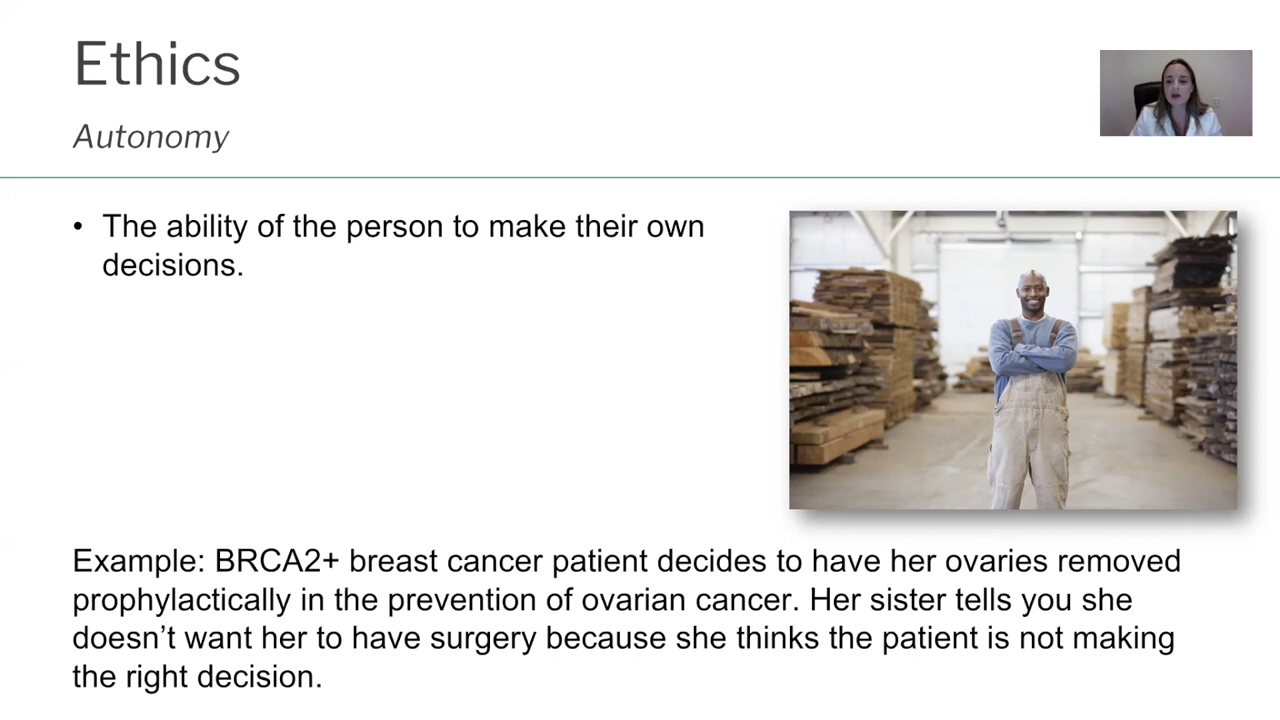 Ethics
Autonomy
• The ability of the person to make their own
decisions.
Example: BRCA2+ breast cancer patient decides to have her ovaries removed
prophylactically in the prevention of ovarian cancer. Her sister tells you she
doesn’t want her to have surgery because she thinks the patient is not making
the right decision.